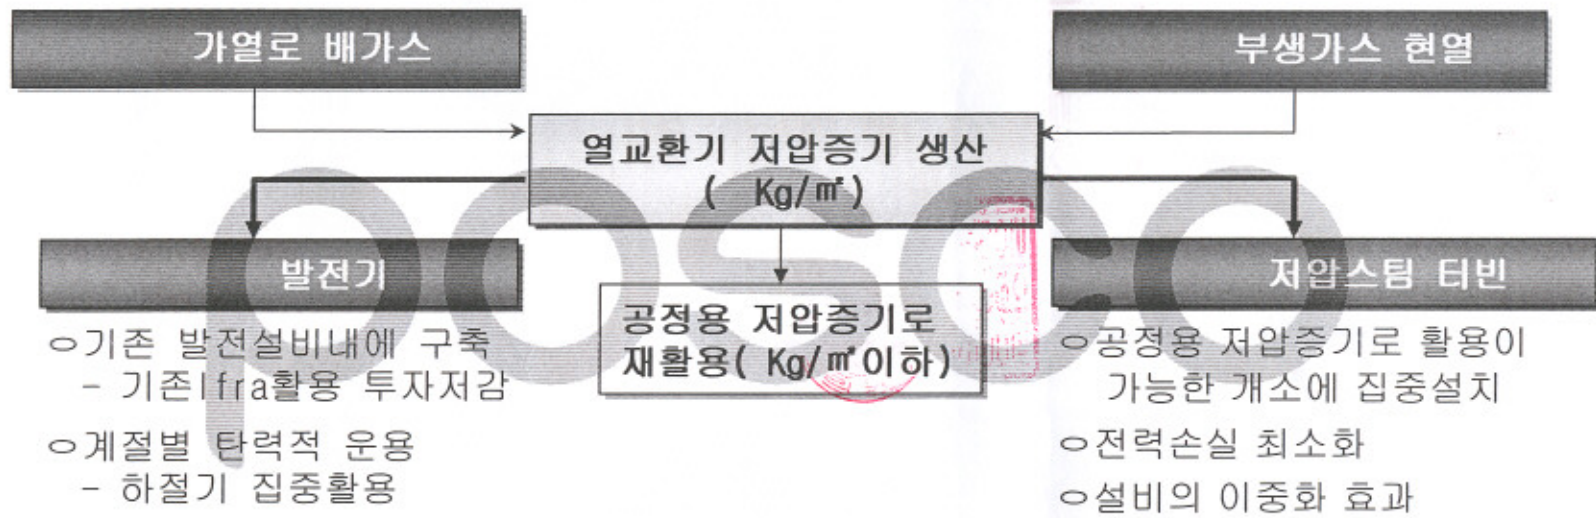 가열로 배가스
부생가스 현열
열교환기 저압증기 생산
( Kg/㎡)
발전기
저압스팀 터빈
공정용 저압증기로
재활용( Kg/㎡이하)
○기존 발전설비내에 구축
- 기존Ifra활용 투자저감
○계절별 탄력적 운용
- 하절기 집중활용
○공정용 저압증기로 활용이
가능한 개소에 집중설치
○전력손실 최소화
○설비의 이중화 효과
posco